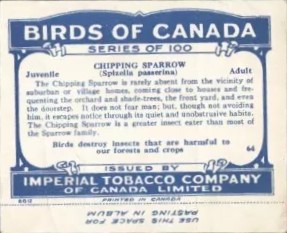 BIRDS OF CANADA
SERIES OF 100
CHIPPING SPARROW
Juvenile (Spizella passerina) Adult
The Chipping Sparrow is rarely absent from the vicinity of
suburban or village homes, coming close to houses and fre-
quenting the orchard and shade-trees, the front yard, and even
the doorstep. It does not fear man; but, though not avoiding
him, it escapes notice through its quiet and unobtrusive habits.
The Chipping Sparrow is a greater insect eater than most of
the Sparrow family.
Birds destroy insects that are harmful to
our forests and crops 64
ISSUED BY
IMPERIAL TOBACCO COMPANY
OF CANADA LIMITED
PRINTED IN CANADA
USE THIS SPACE FOR
PASTING IN ALBUM